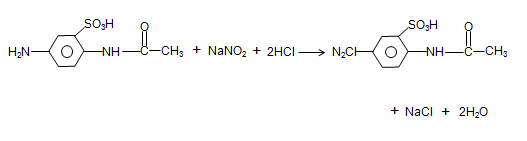 SO₃H O SO₃H O
H₂N NH C CH₃ + NaNO₂ + 2HCl → N₂Cl NH C CH₃
+ NaCl + 2H₂O